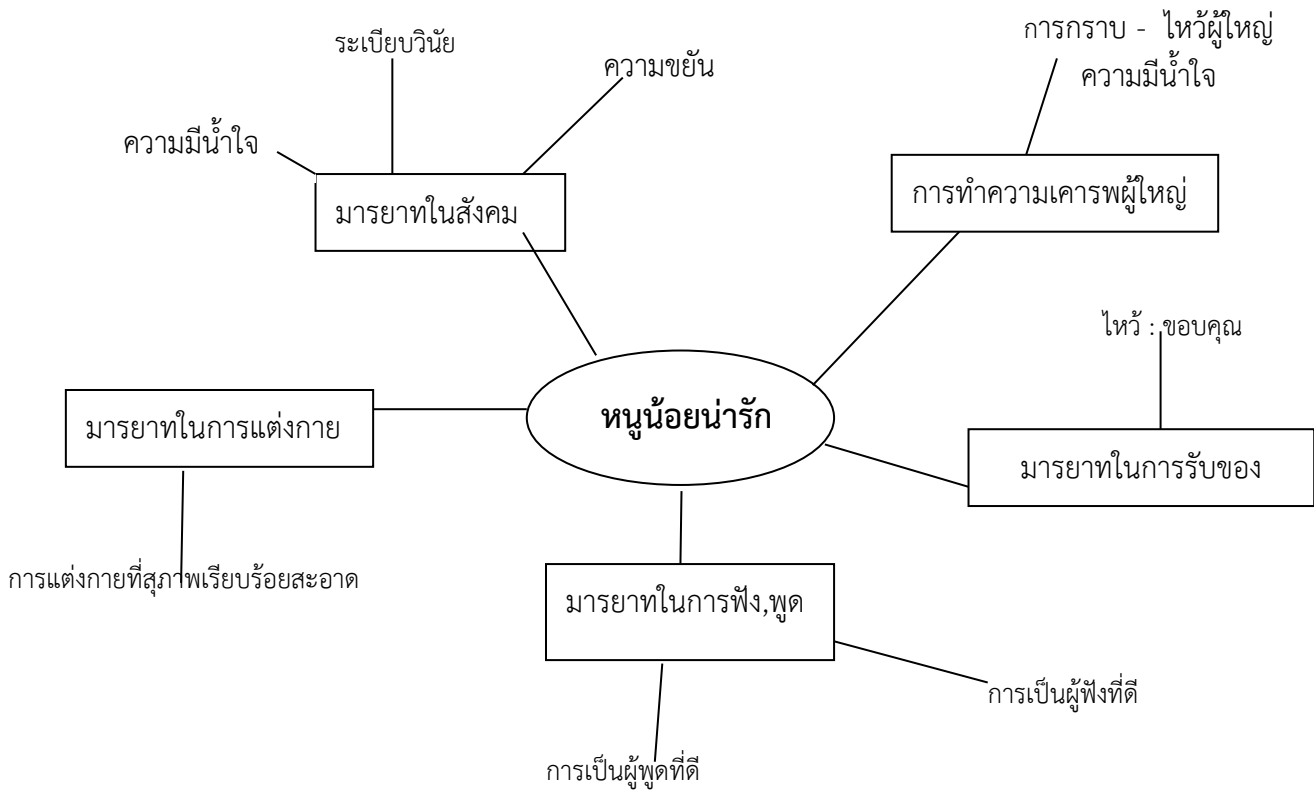 การกราบ - ไหว้ผู้ใหญ่
ความมีน้ำใจ
ระเบียบวินัย
ความขยัน
ความมีน้ำใจ
มารยาทในสังคม
การทำความเคารพผู้ใหญ่
ไหว้ : ขอบคุณ
หนูน้อยน่ารัก
มารยาทในการแต่งกาย
มารยาทในการรับของ
การแต่งกายที่สุภาพเรียบร้อยสะอาด
มารยาทในการฟัง,พูด
การเป็นผู้ฟังที่ดี
การเป็นผู้พูดที่ดี